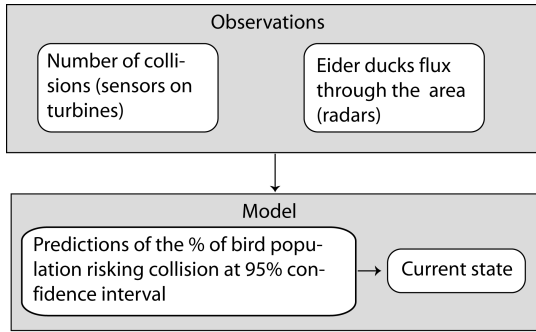 Observations
Number of colli-
sions (sensors on
turbines)
Eider ducks flux
through the area
(radars)
Model
Predictions of the % of bird popu-
lation risking collision at 95% con-
fidence interval
Current state